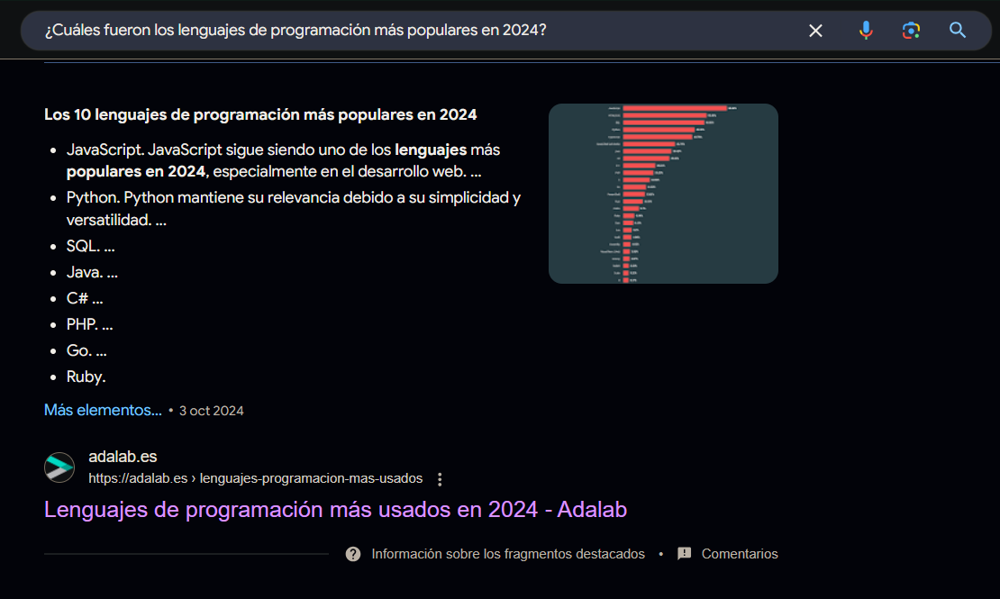 ¿Cuáles fueron los lenguajes de programación más populares en 2024?
Los 10 lenguajes de programación más populares en 2024
JavaScript. JavaScript sigue siendo uno de los lenguajes más
populares en 2024, especialmente en el desarrollo web. ...
Python. Python mantiene su relevancia debido a su simplicidad y
versatilidad. ...
SQL. ...
Java. ...
C# ...
PHP. ...
Go. ...
Ruby.
Más elementos... • 3 oct 2024
adalab.es
https://adalab.es › lenguajes-programacion-mas-usados
Lenguajes de programación más usados en 2024 - Adalab
Información sobre los fragmentos destacados • Comentarios